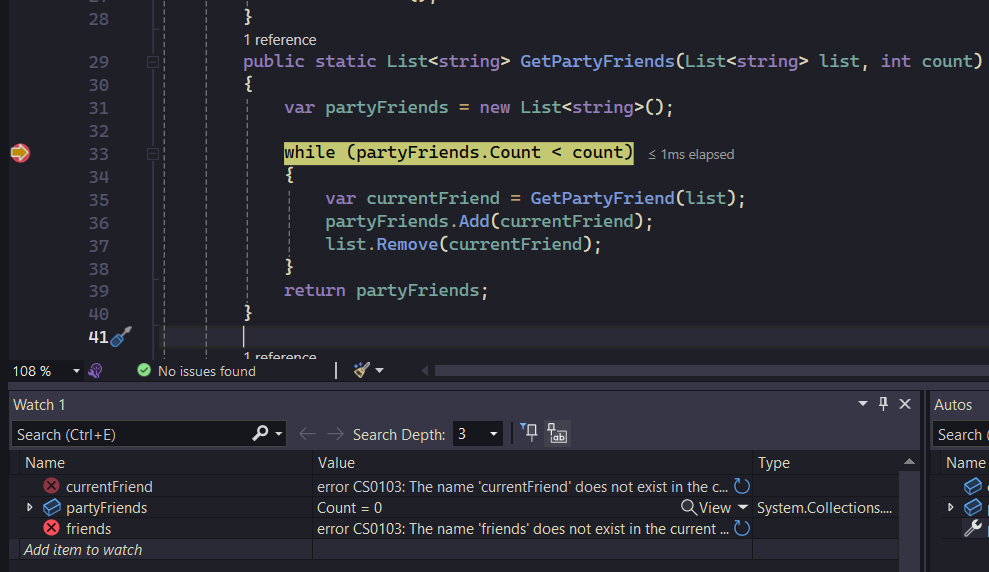 28 }
1 reference
29 public static List<string> GetPartyFriends(List<string> list, int count)
30 {
31 var partyFriends = new List<string>();
32
33 while (partyFriends.Count < count) ≤ 1ms elapsed
34 {
35 var currentFriend = GetPartyFriend(list);
36 partyFriends.Add(currentFriend);
37 list.Remove(currentFriend);
38 }
39 return partyFriends;
40 }
41
1 reference
108 % No issues found
Watch 1 Autos
Search (Ctrl+E) Search Depth: 3 Search (
Name Value Type Name
currentFriend error CS0103: The name 'currentFriend' does not exist in the c...
partyFriends Count = 0 View System.Collections....
friends error CS0103: The name 'friends' does not exist in the current ...
Add item to watch